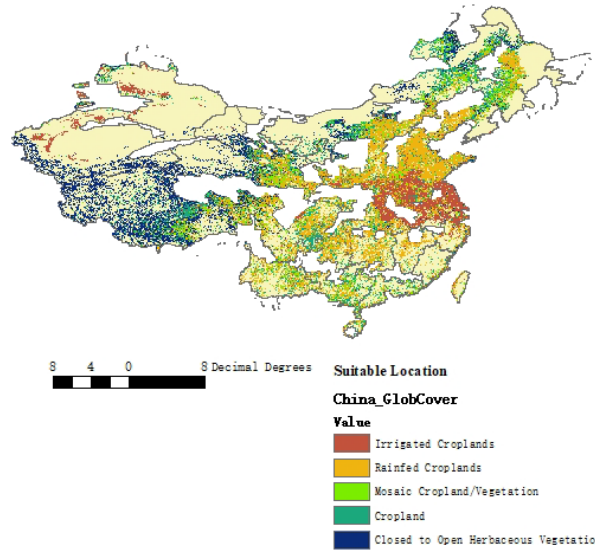 8 4 0 8 Decimal Degrees
Suitable Location
China_GlobCover
Value
Irrigated Croplands
Rainfed Croplands
Mosaic Cropland/Vegetation
Cropland
Closed to Open Herbaceous Vegetatio